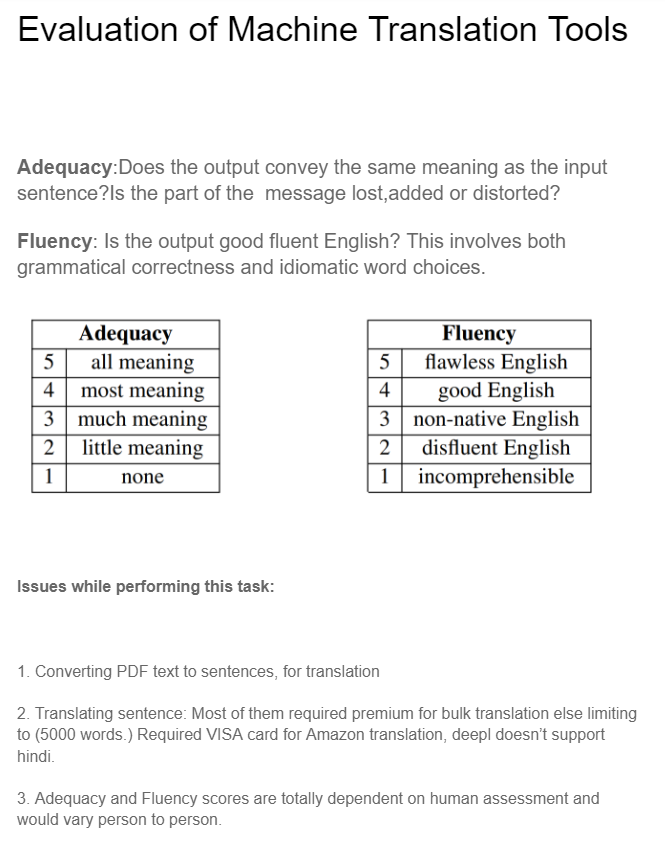 Evaluation of Machine Translation Tools
Adequacy:Does the output convey the same meaning as the input
sentence?Is the part of the  message lost,added or distorted?
Fluency: Is the output good fluent English? This involves both
grammatical correctness and idiomatic word choices.
Adequacy
5 all meaning
4 most meaning
3 much meaning
2 little meaning
1 none
Fluency
5 flawless English
4 good English
3 non-native English
2 disfluent English
1 incomprehensible
Issues while performing this task:
1. Converting PDF text to sentences, for translation
2. Translating sentence: Most of them required premium for bulk translation else limiting
to (5000 words.) Required VISA card for Amazon translation, deepl doesn't support
hindi.
3. Adequacy and Fluency scores are totally dependent on human assessment and
would vary person to person.